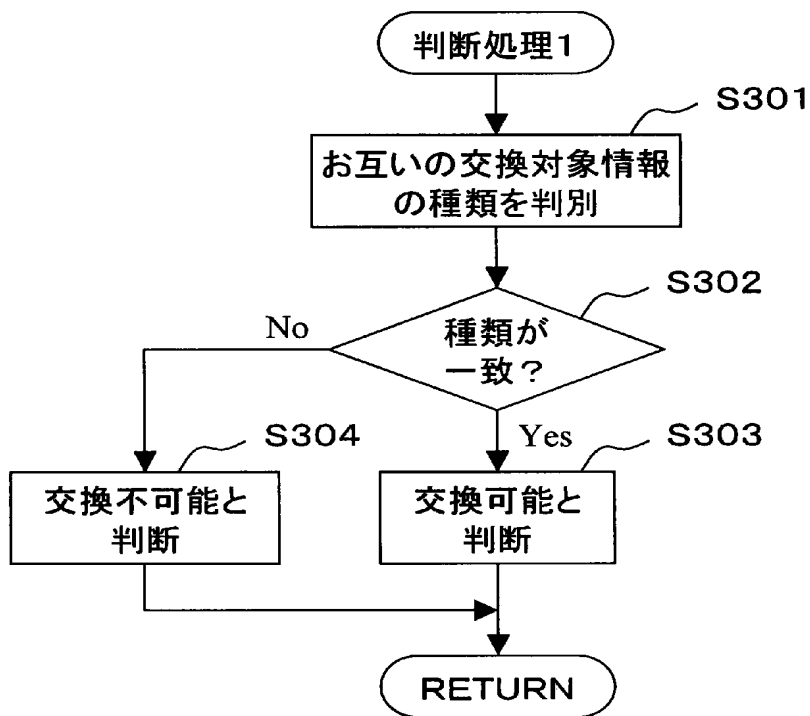 判断処理1
S301
お互いの交換対象情報
の種類を判別
S302
種類が
一致?
No
Yes
S304
S303
交換不可能と
判断
交換可能と
判断
RETURN